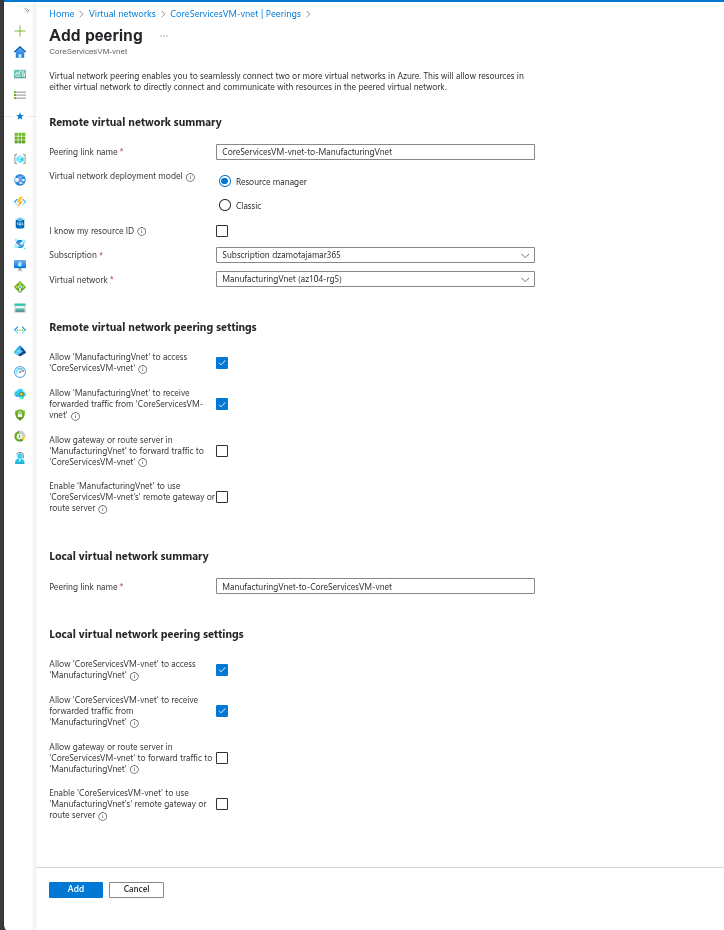 Home > Virtual networks > CoreServicesVM-vnet | Peerings >
Add peering ...
CoreServicesVM-vnet
Virtual network peering enables you to seamlessly connect two or more virtual networks in Azure. This will allow resources in
either virtual network to directly connect and communicate with resources in the peered virtual network.
Remote virtual network summary
Peering link name *
CoreServicesVM-vnet-to-ManufacturingVnet
Virtual network deployment model
Resource manager
Classic
I know my resource ID
Subscription *
Subscription dzamotajamar365
Virtual network *
ManufacturingVnet (az104-rg5)
Remote virtual network peering settings
Allow 'ManufacturingVnet' to access
'CoreServicesVM-vnet'
Allow 'ManufacturingVnet' to receive
forwarded traffic from 'CoreServicesVM-
vnet'
Allow gateway or route server in
'ManufacturingVnet' to forward traffic to
'CoreServicesVM-vnet'
Enable 'ManufacturingVnet' to use
'CoreServicesVM-vnet's' remote gateway or
route server
Local virtual network summary
Peering link name *
ManufacturingVnet-to-CoreServicesVM-vnet
Local virtual network peering settings
Allow 'CoreServicesVM-vnet' to access
'ManufacturingVnet'
Allow 'CoreServicesVM-vnet' to receive
forwarded traffic from
'ManufacturingVnet'
Allow gateway or route server in
'CoreServicesVM-vnet' to forward traffic to
'ManufacturingVnet'
Enable 'CoreServicesVM-vnet' to use
'ManufacturingVnet's' remote gateway or
route server
Add
Cancel